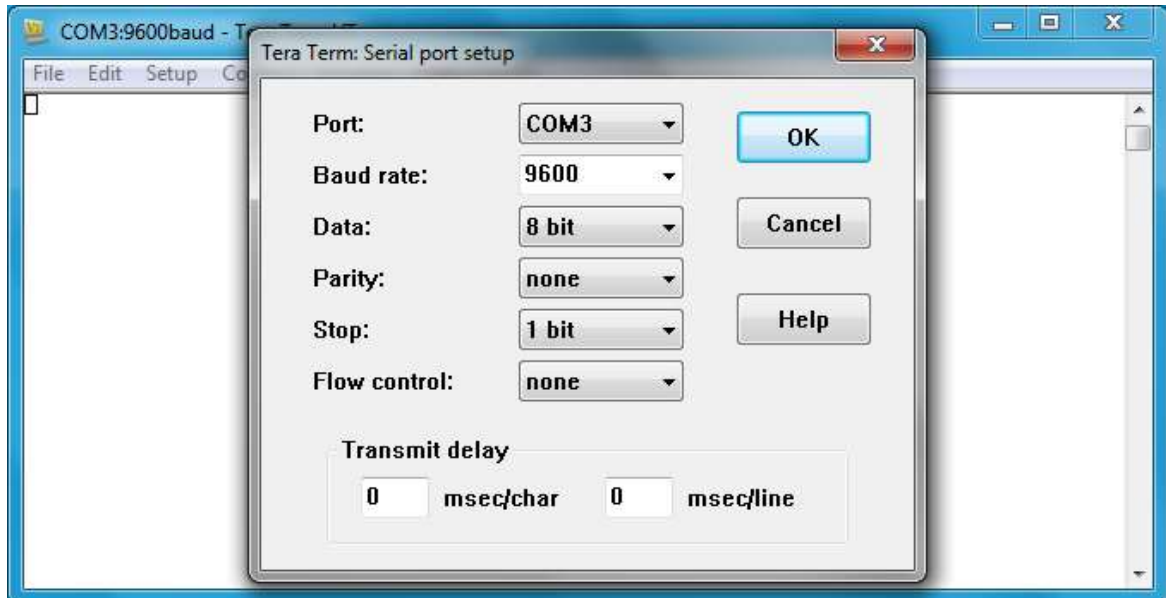 COM3:9600baud - Te
Tera Term: Serial port setup
File Edit Setup Co
Port: COM3
OK
Baud rate: 9600
Data: 8 bit
Cancel
Parity: none
Help
Stop: 1 bit
Flow control: none
Transmit delay
0 msec/char 0 msec/line